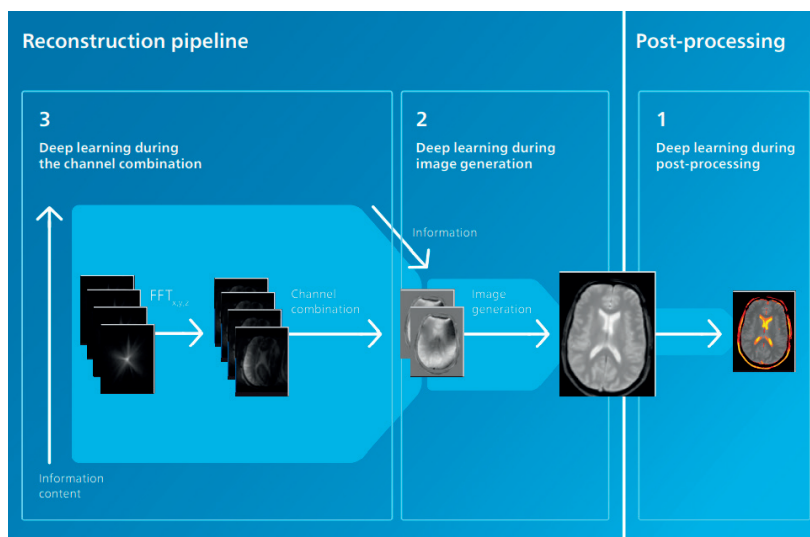 Reconstruction pipeline
Post-processing
3
Deep learning during
the channel combination
2
Deep learning during
image generation
1
Deep learning during
post-processing
Information
FFTx,y,z
Channel
combination
Image
generation
Information
content